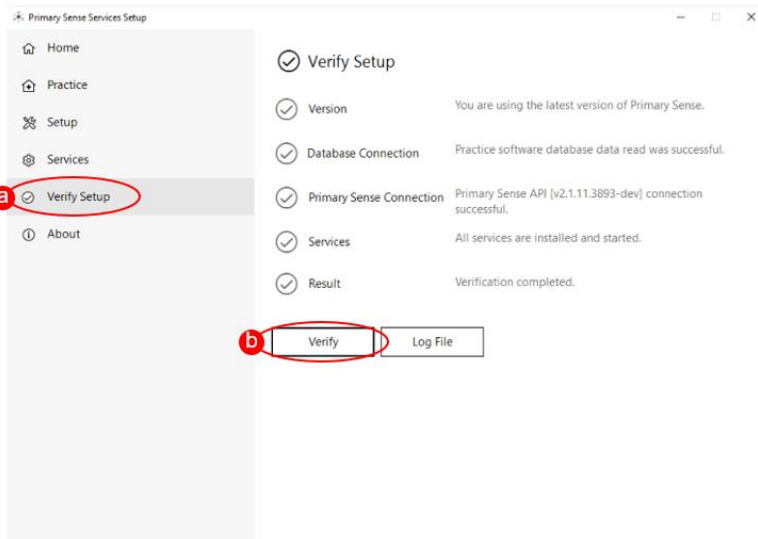 Primary Sense Services Setup
Home
Practice
Setup
Services
a
Verify Setup
About
Verify Setup
Version
You are using the latest version of Primary Sense.
Database Connection
Practice software database data read was successful.
Primary Sense Connection
Primary Sense API [v2.1.11.3893-dev] connection
successful.
Services
All services are installed and started.
Result
Verification completed.
b
Verify
Log File